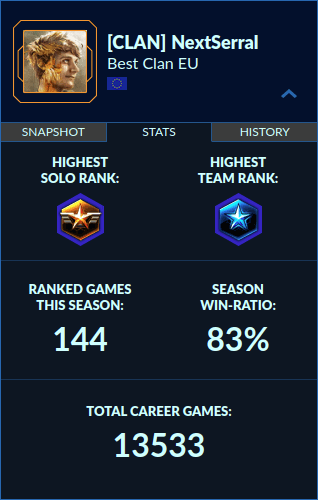 [CLAN] NextSerral
Best Clan EU
SNAPSHOT
STATS
HISTORY
HIGHEST
SOLO RANK:
HIGHEST
TEAM RANK:
RANKED GAMES
THIS SEASON:
144
SEASON
WIN-RATIO:
83%
TOTAL CAREER GAMES:
13533